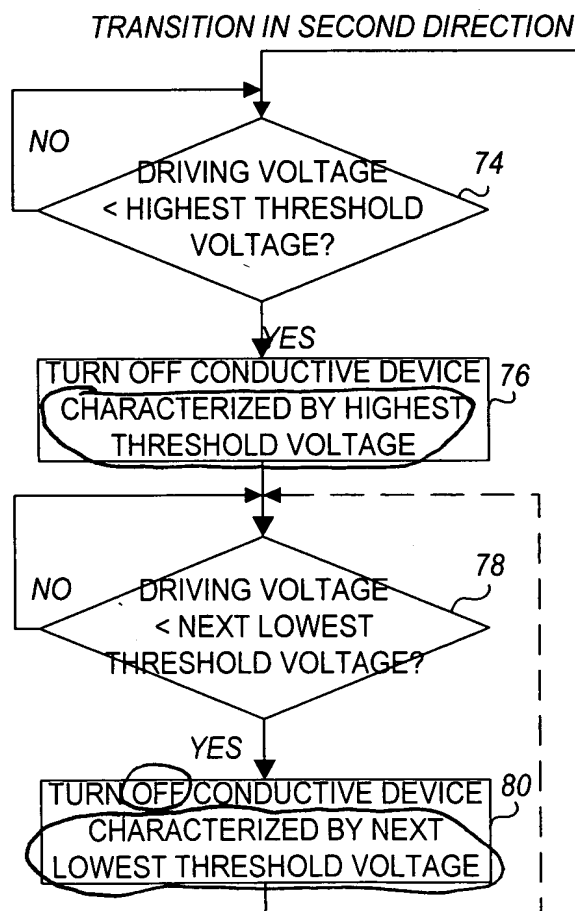 TRANSITION IN SECOND DIRECTION
NO
DRIVING VOLTAGE
< HIGHEST THRESHOLD
VOLTAGE?
74
YES
TURN OFF CONDUCTIVE DEVICE
CHARACTERIZED BY HIGHEST
THRESHOLD VOLTAGE
76
NO
DRIVING VOLTAGE
< NEXT LOWEST
THRESHOLD VOLTAGE?
78
YES
TURN OFF CONDUCTIVE DEVICE
CHARACTERIZED BY NEXT
LOWEST THRESHOLD VOLTAGE
80